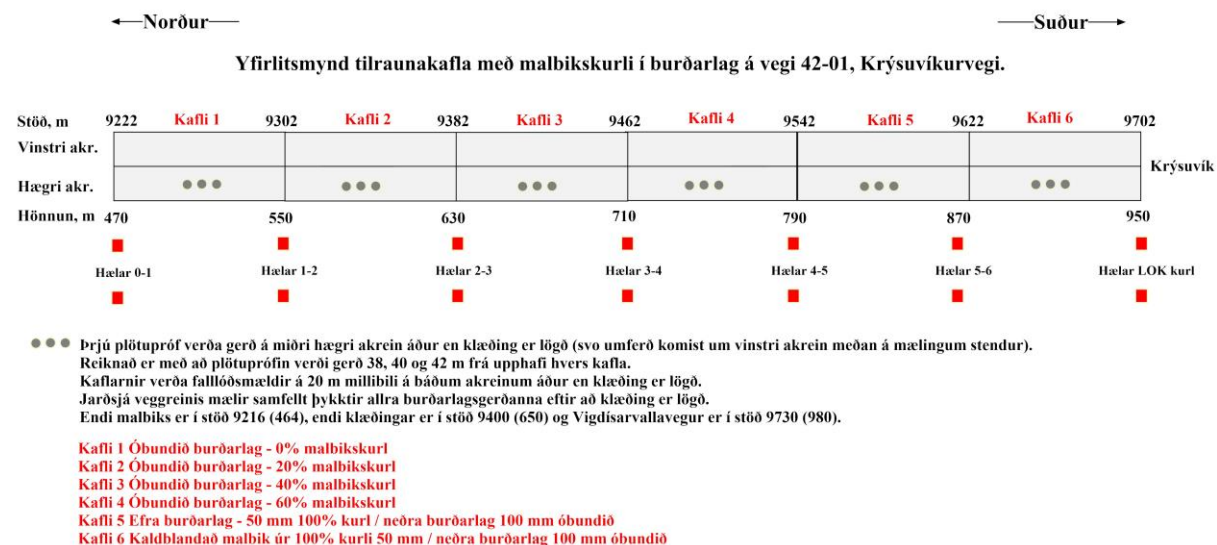 Norður Suður
Yfirlitsmynd tilraunakafla með malbikskurli í burðarlag á vegi 42-01, Krýsuvíkurvegi.
Stöð, m 9222 Kafli 1 9302 Kafli 2 9382 Kafli 3 9462 Kafli 4 9542 Kafli 5 9622 Kafli 6 9702
Vinstri akr.
Krýsuvík
Hægri akr.
Hönnun, m 470 550 630 710 790 870 950
Hælar 0-1 Hælar 1-2 Hælar 2-3 Hælar 3-4 Hælar 4-5 Hælar 5-6 Hælar LOK kurl
Þrjú plötupróf verða gerð á miðri hægri akrein áður en klæðing er lögð (svo umferð komist um vinstri akrein meðan á mælingum stendur).
Reiknað er með að plötuprófin verði gerð 38, 40 og 42 m frá upphafi hvers kafla.
Kaflarnir verða falllóðsmældir á 20 m millibili á báðum akreinum áður en klæðing er lögð.
Jarðsjá veggreinis mælir samfellt þykktir allra burðarlagsgerðanna eftir að klæðing er lögð.
Endi malbiks er í stöð 9216 (464), endi klæðingar er í stöð 9400 (650) og Vigdísarvallavegur er í stöð 9730 (980).
Kafli 1 Óbundið burðarlag - 0% malbikskurl
Kafli 2 Óbundið burðarlag - 20% malbikskurl
Kafli 3 Óbundið burðarlag - 40% malbikskurl
Kafli 4 Óbundið burðarlag - 60% malbikskurl
Kafli 5 Efra burðarlag - 50 mm 100% kurl / neðra burðarlag 100 mm óbundið
Kafli 6 Kaldblandað malbik úr 100% kurli 50 mm / neðra burðarlag 100 mm óbundið